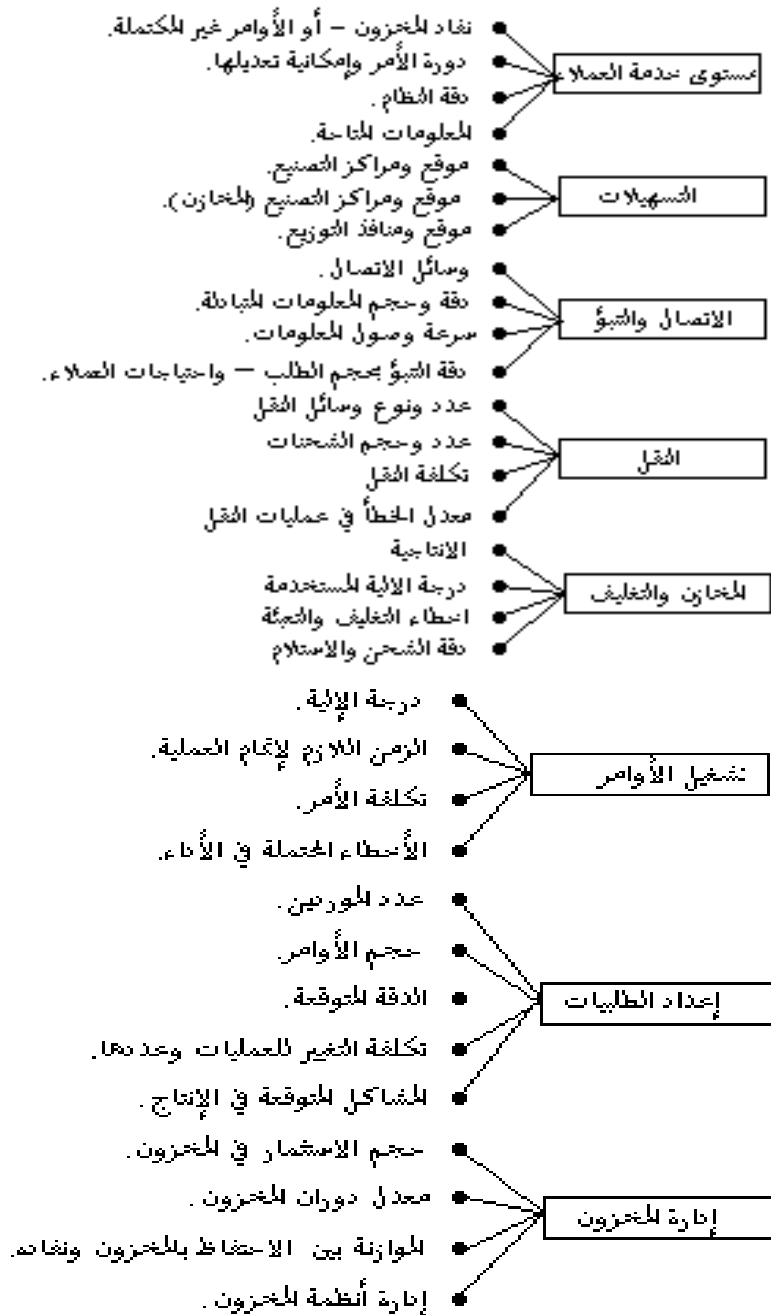 مستوى خدمة العملاء
نفاد المخزون – أو الأوامر غير المكتملة.
دورة الأمر وإمكانية تعديلها.
دقة النظام.
المعلومات المتاحة.
التسهيلات
موقع ومراكز التصنيع.
موقع ومراكز التصنيع (المخازن).
موقع ومنافذ التوزيع.
الاتصال والتبؤ
وسائل الاتصال.
دقة وحجم المعلومات المتبادلة.
سرعة وصول المعلومات.
دقة التبؤ بحجم الطلب – واحتياجات العملاء.
النقل
عدد ونوع وسائل النقل
عدد وحجم الشحنات
تكلفة النقل
معدل الخطأ في عمليات النقل
المخازن والتغليف
الانتاجية
درجة الالية المستخدمة
اخطاء التغليف والتعبئة
دقة الشحن والاستلام
تشغيل الأوامر
درجة الإلية.
الزمن اللازم لإتمام العملية.
تكلفة الأمر.
الأخطاء المحتملة في الأداء.
إعداد الطلبيات
عدد الموردين.
حجم الأوامر.
الدقة المتوقعة.
تكلفة التغير للعمليات وعددها.
المشاكل المتوقعة في الإنتاج.
إدارة المخزون
حجم الاستثمار في المخزون.
معدل دوران المخزون.
الموازنة بين الاحتفاظ بالمخزون ونفاده.
إدارة أنظمة المخزون.